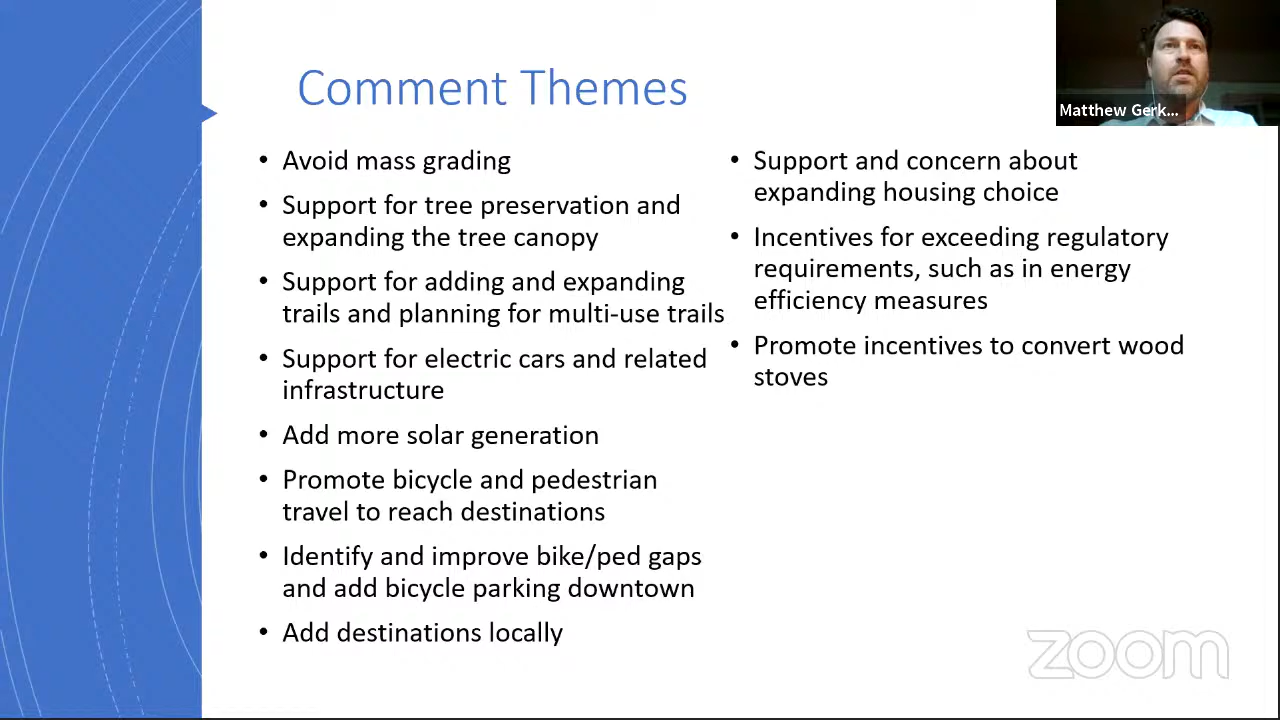 Comment Themes
• Avoid mass grading
• Support for tree preservation and
expanding the tree canopy
• Support for adding and expanding
trails and planning for multi-use trails
• Support for electric cars and related
infrastructure
• Add more solar generation
• Promote bicycle and pedestrian
travel to reach destinations
• Identify and improve bike/ped gaps
and add bicycle parking downtown
• Add destinations locally
• Support and concern about
expanding housing choice
• Incentives for exceeding regulatory
requirements, such as in energy
efficiency measures
• Promote incentives to convert wood
stoves
Matthew Gerk...
zoom